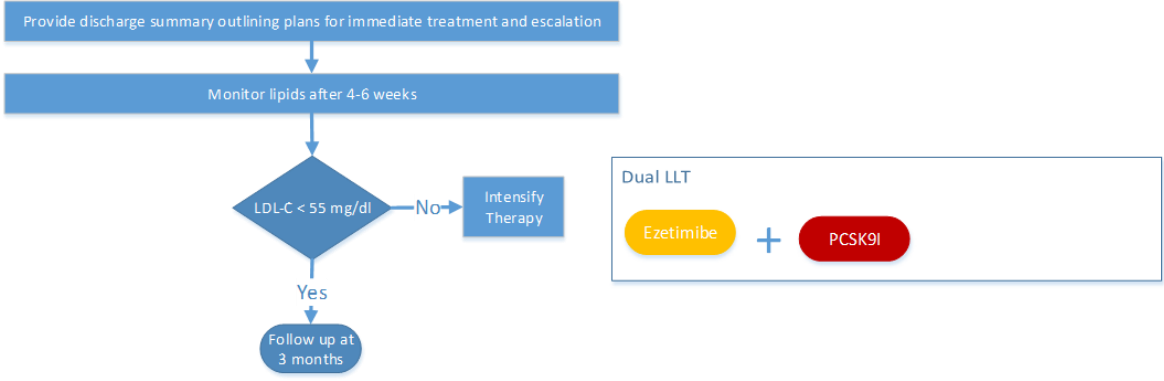 Provide discharge summary outlining plans for immediate treatment and escalation
Monitor lipids after 4-6 weeks
LDL-C < 55 mg/dl
No
Intensify
Therapy
Yes
Follow up at
3 months
Dual LLT
Ezetimibe
+
PCSK9I